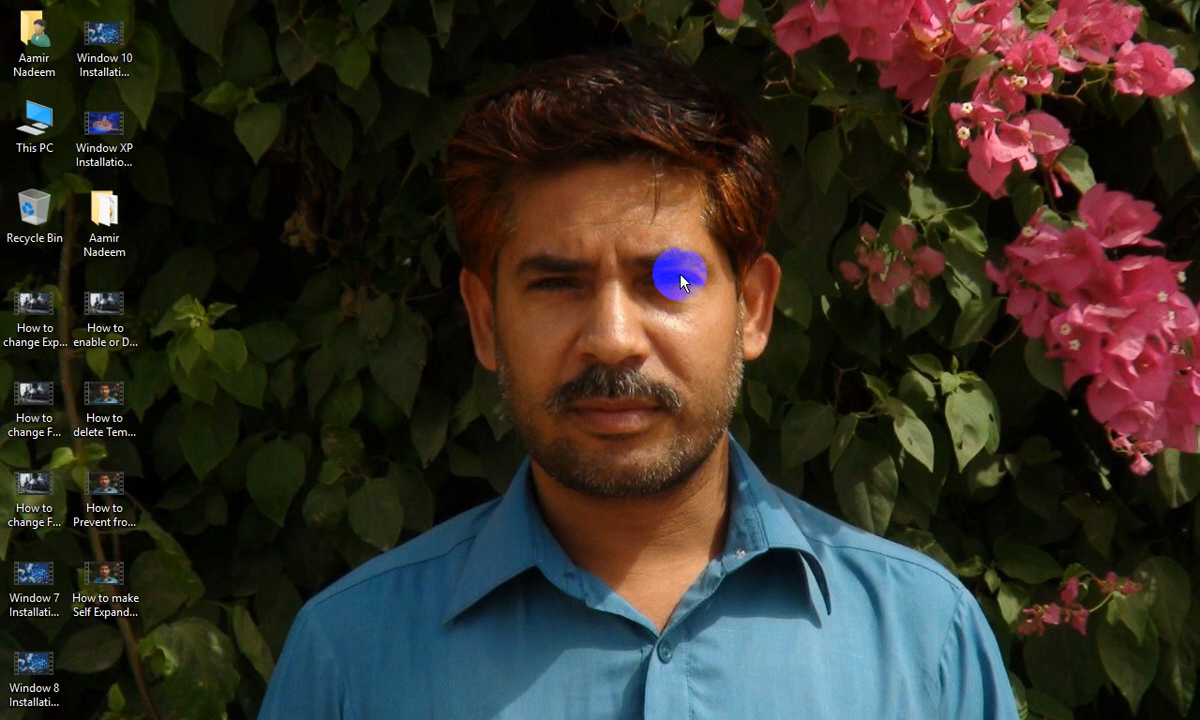 Aamir
Nadeem
Window 10
Installati...
This PC
Window XP
Installatio...
Recycle Bin
Aamir
Nadeem
How to
change Exp...
How to
enable or D...
How to
change F...
How to
delete Tem...
How to
change F...
How to
Prevent fro...
Window 7
Installati...
How to make
Self Expand...
Window 8
Installati...